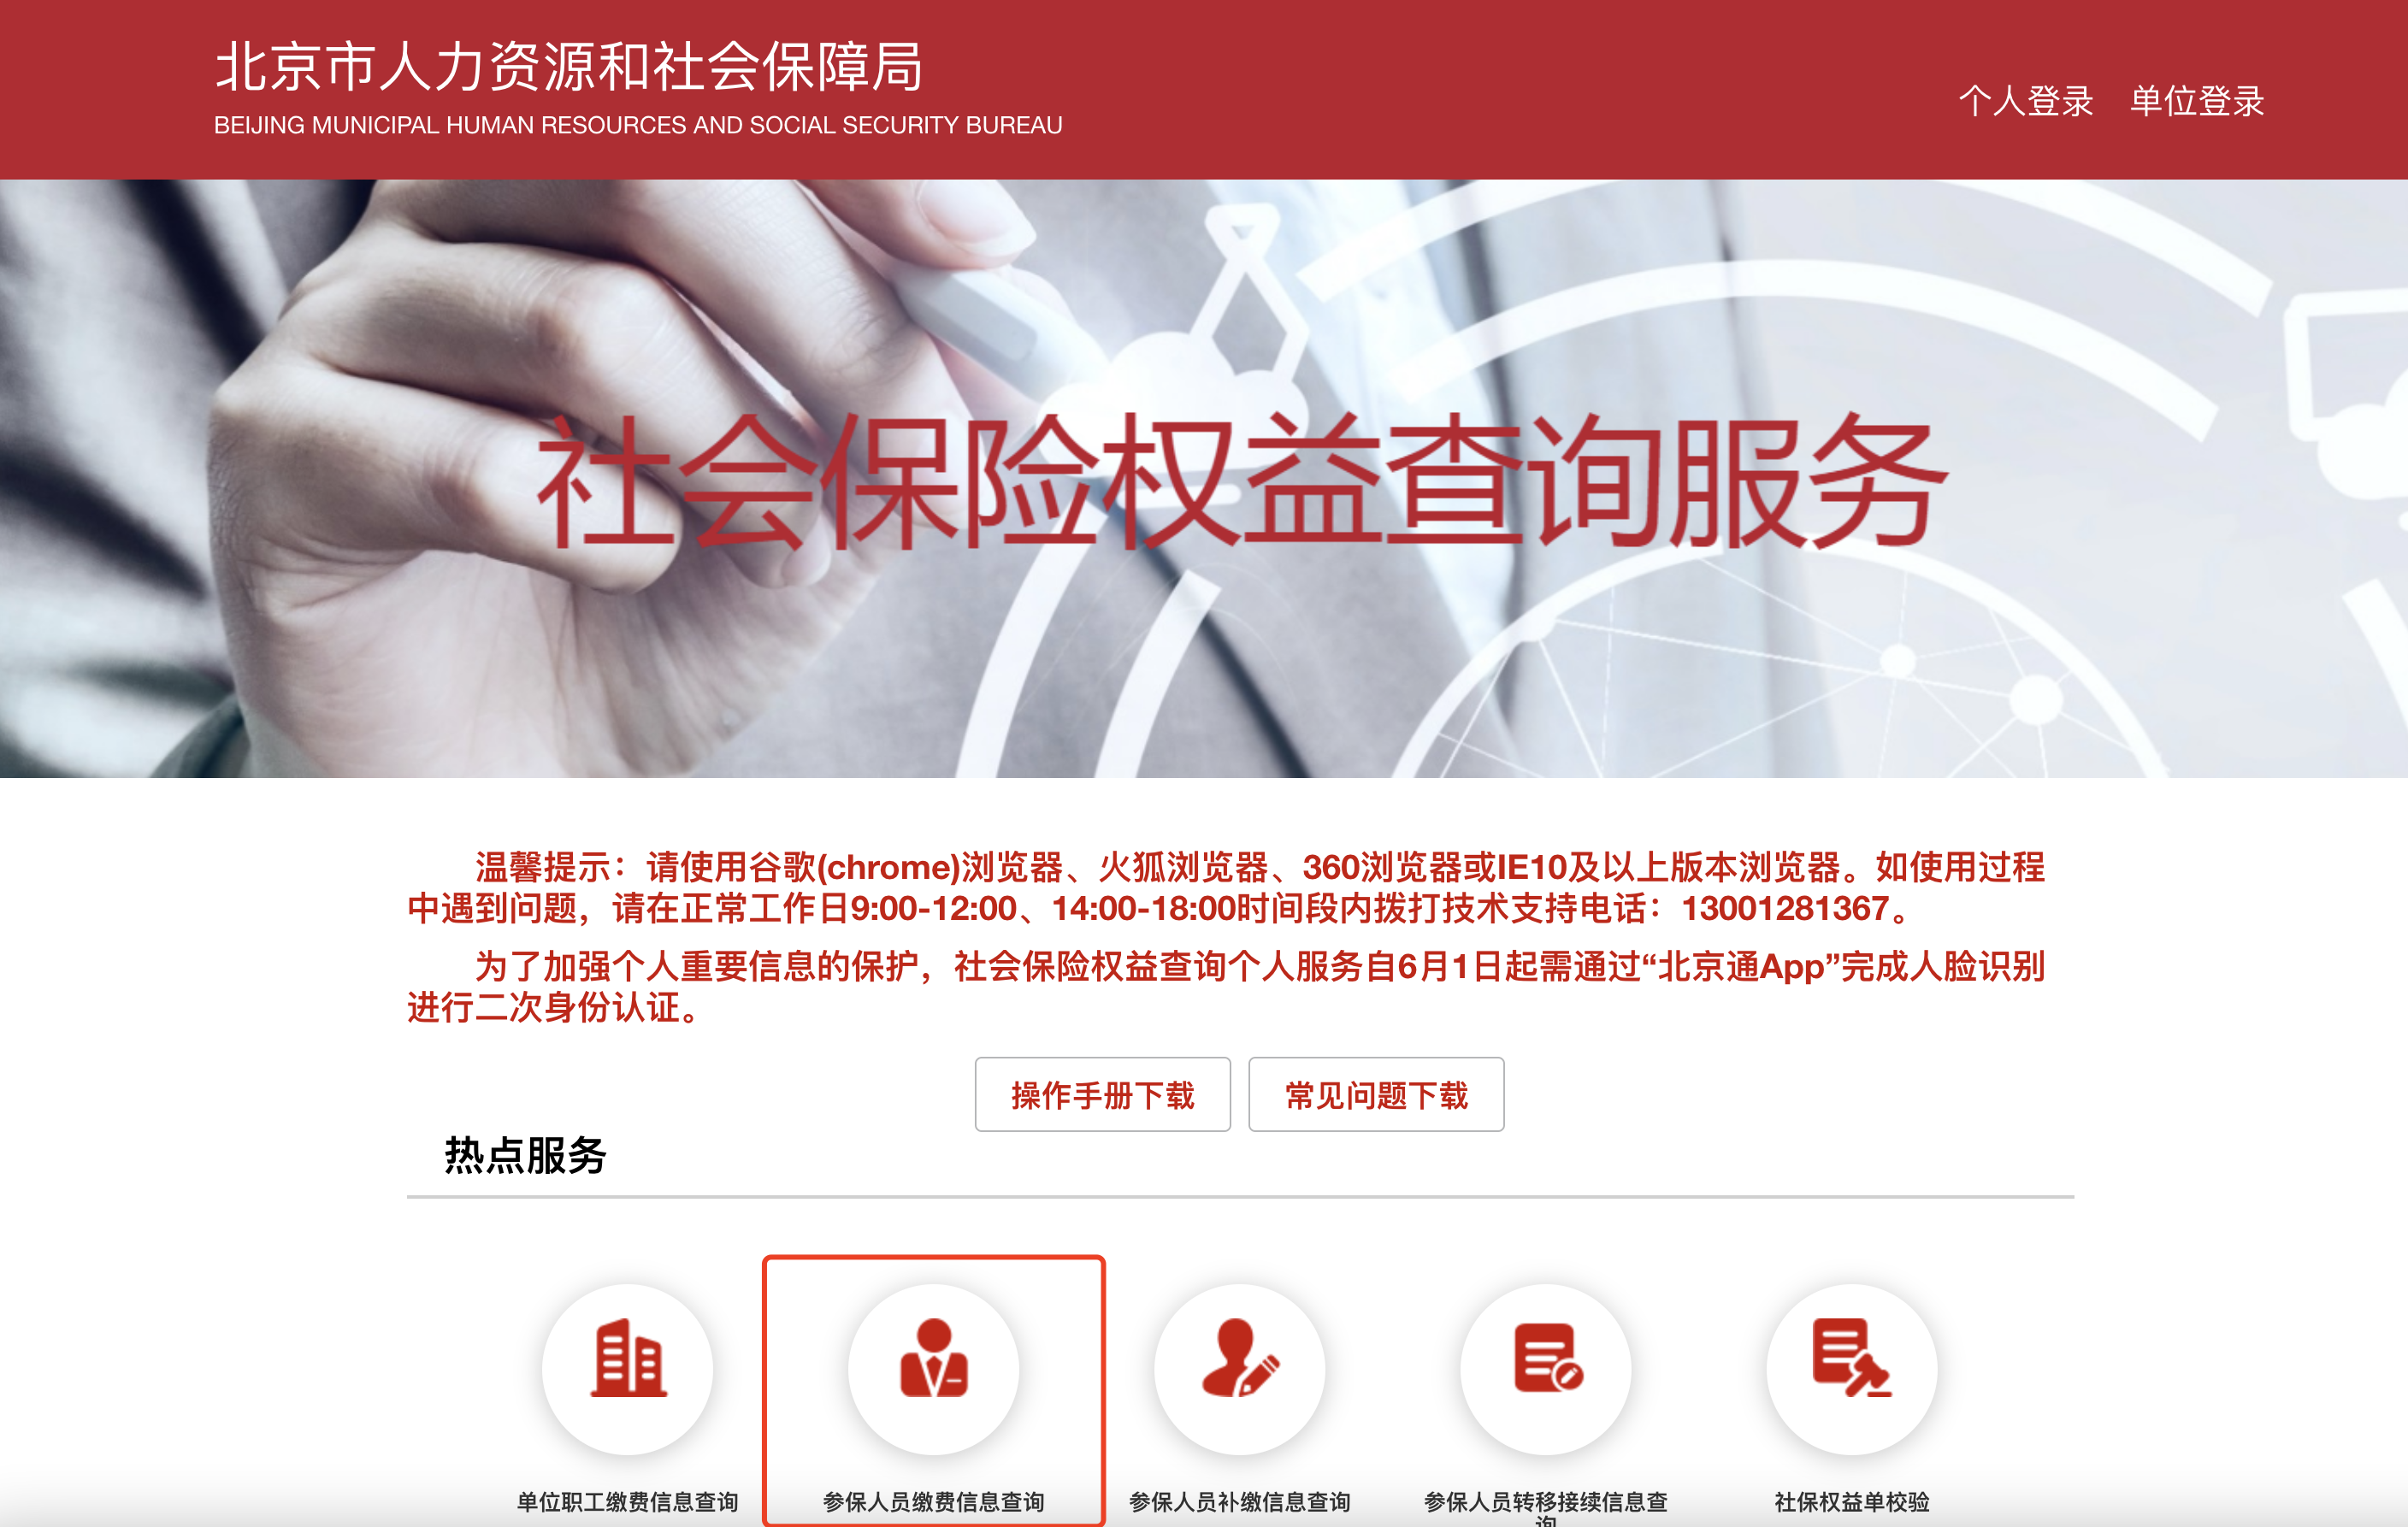 北京市人力资源和社会保障局
BEIJING MUNICIPAL HUMAN RESOURCES AND SOCIAL SECURITY BUREAU
个人登录 单位登录
社会保险权益查询服务
温馨提示：请使用谷歌(chrome)浏览器、火狐浏览器、360浏览器或IE10及以上版本浏览器。如使用过程
中遇到问题，请在正常工作日9:00-12:00、14:00-18:00时间段内拨打技术支持电话：13001281367。
为了加强个人重要信息的保护，社会保险权益查询个人服务自6月1日起需通过“北京通App”完成人脸识别
进行二次身份认证。
操作手册下载 常见问题下载
热点服务
单位职工缴费信息查询 参保人员缴费信息查询 参保人员补缴信息查询 参保人员转移接续信息查 社保权益单校验
询